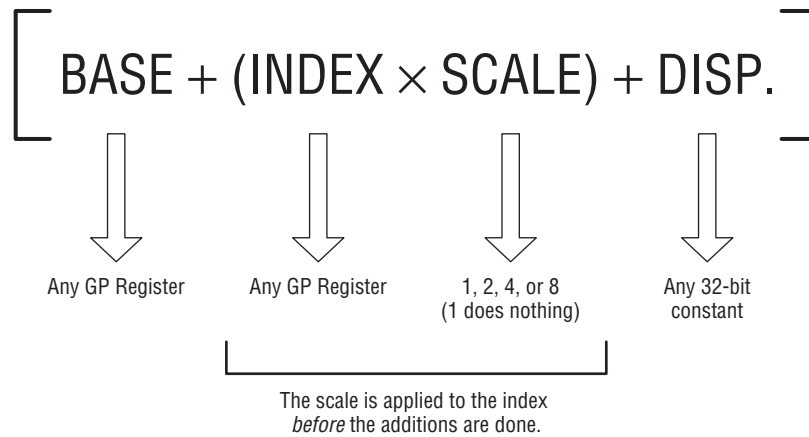 [BASE + (INDEX × SCALE) + DISP.]
Any GP Register
Any GP Register
1, 2, 4, or 8
(1 does nothing)
Any 32-bit
constant
The scale is applied to the index
before the additions are done.